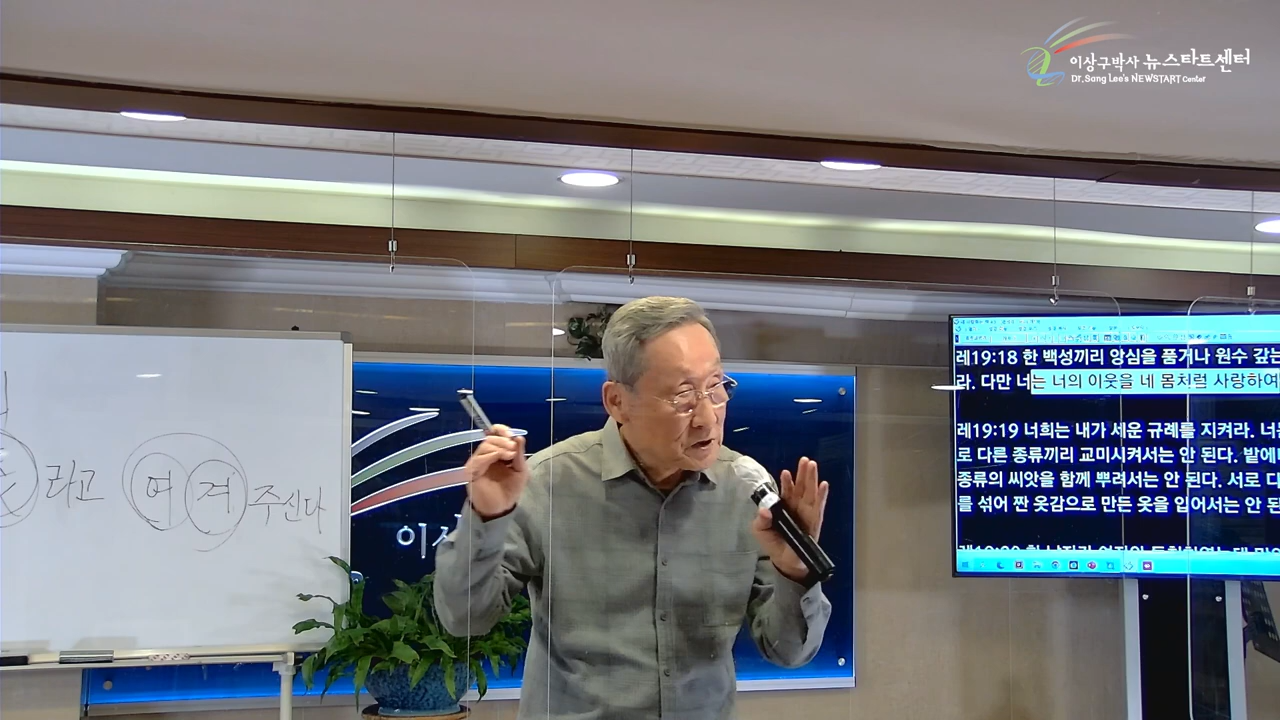 이상구박사 뉴스타트센터
Dr. Sang Lee's NEWSTART Center
라고 여겨 주신다
이상
레19:18 한 백성끼리 앙심을 품거나 원수 갚는
라. 다만 너는 너의 이웃을 네 몸처럼 사랑하여
레19:19 너희는 내가 세운 규례를 지켜라. 너는
로 다른 종류끼리 교미시켜서는 안 된다. 밭에다
종류의 씨앗을 함께 뿌려서는 안 된다. 서로 다
를 섞어 짠 옷감으로 만든 옷을 입어서는 안 된